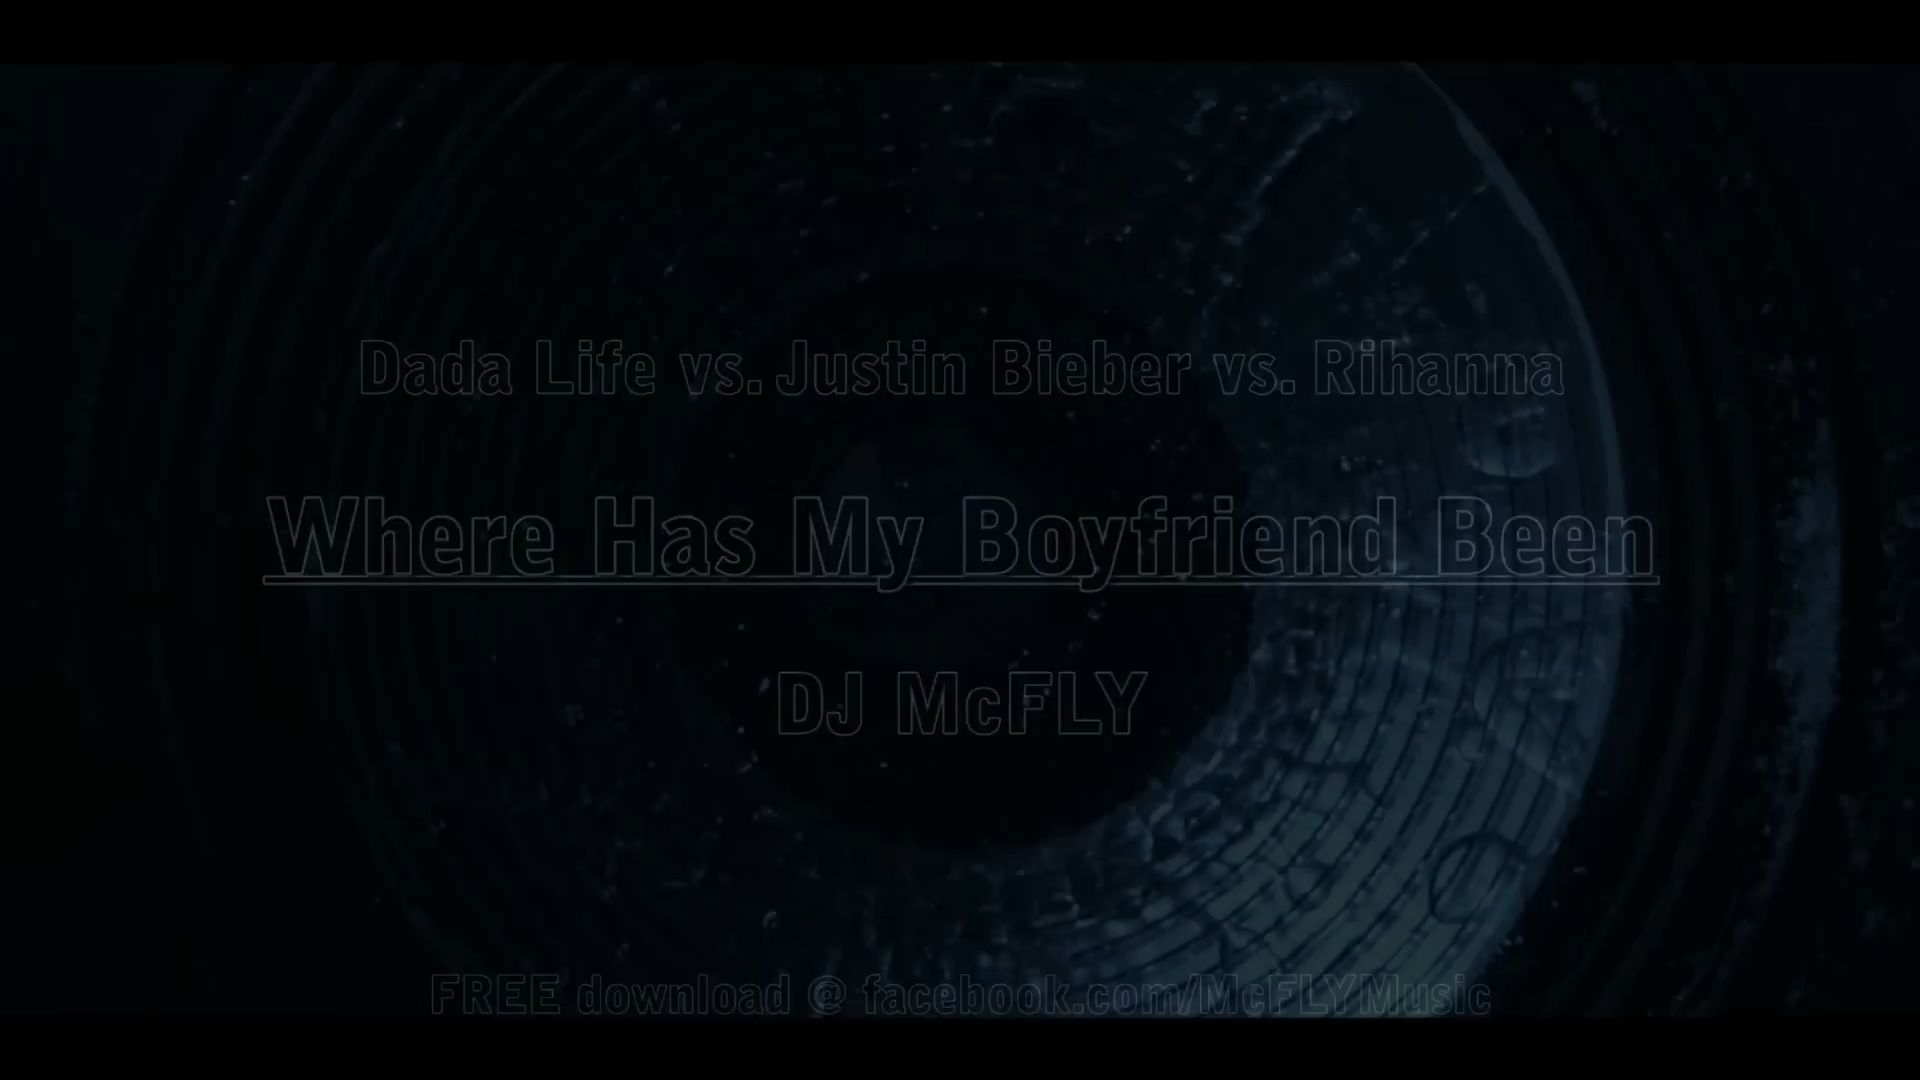 Dada Life vs. Justin Bieber vs. Rihanna
Where Has My Boyfriend Been
DJ McFLY
FREE download @ facebook.com/McFLYMusic